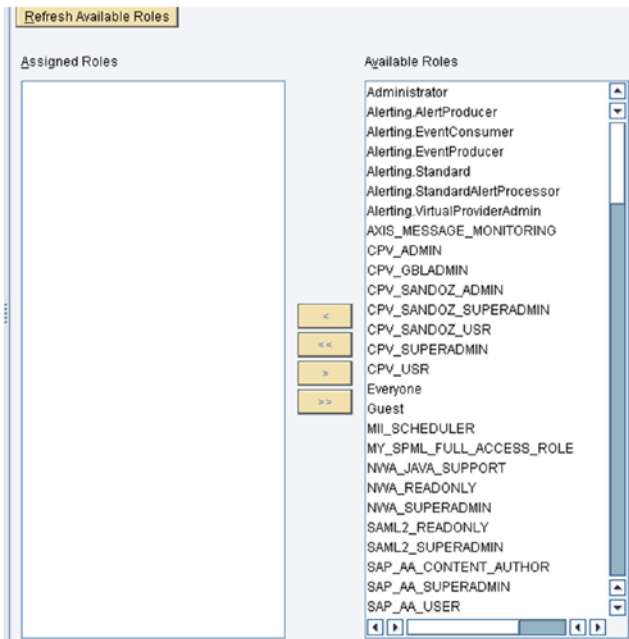 Refresh Available Roles
Assigned Roles
Available Roles
Administrator
Alerting.AlertProducer
Alerting.EventConsumer
Alerting.EventProducer
Alerting.Standard
Alerting.StandardAlertProcessor
Alerting.VirtualProviderAdmin
AXIS_MESSAGE_MONITORING
CPV_ADMIN
CPV_GBLADMIN
CPV_SANDOZ_ADMIN
CPV_SANDOZ_SUPERADMIN
CPV_SANDOZ_USR
CPV_SUPERADMIN
CPV_USR
Everyone
Guest
MII_SCHEDULER
MY_SPML_FULL_ACCESS_ROLE
NWA_JAVA_SUPPORT
NWA_READONLY
NWA_SUPERADMIN
SAML2_READONLY
SAML2_SUPERADMIN
SAP_AA_CONTENT_AUTHOR
SAP_AA_SUPERADMIN
SAP_AA_USER
<
<<
>
>>